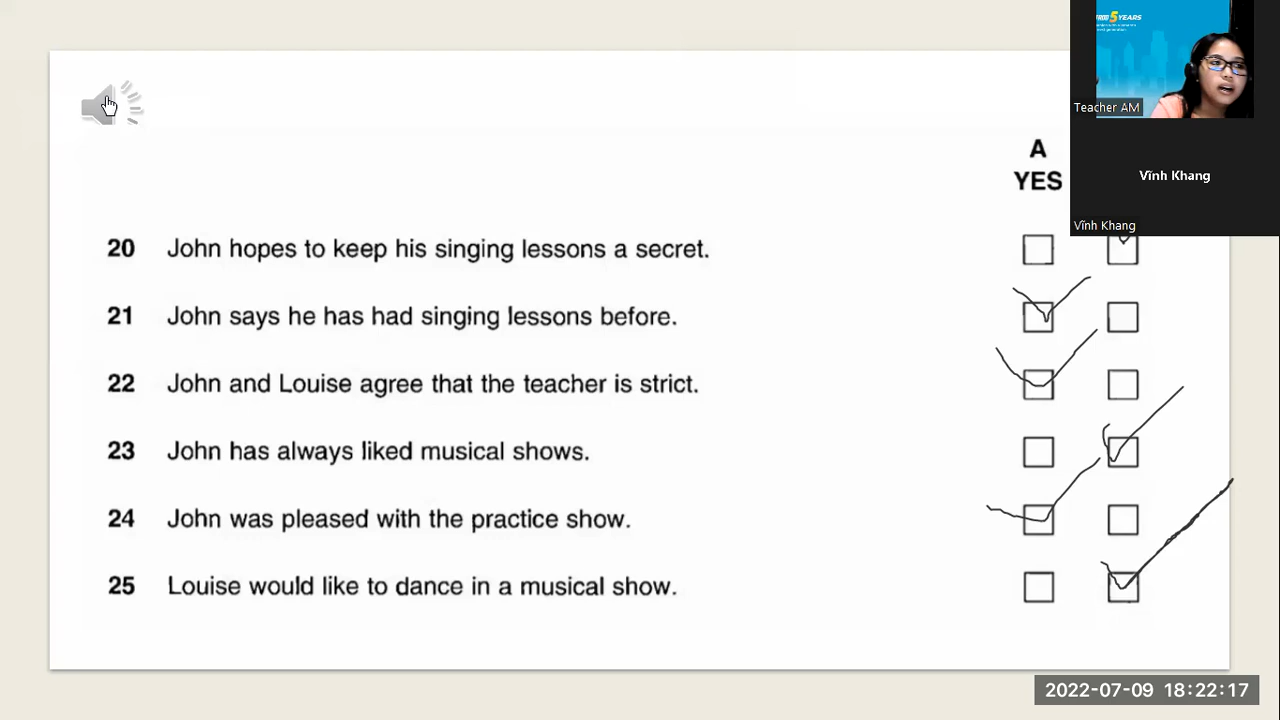 5 YEARS
Teacher AM
A
YES
Vĩnh Khang
Vĩnh Khang
20 John hopes to keep his singing lessons a secret.
21 John says he has had singing lessons before.
22 John and Louise agree that the teacher is strict.
23 John has always liked musical shows.
24 John was pleased with the practice show.
25 Louise would like to dance in a musical show.
2022-07-09 18:22:17